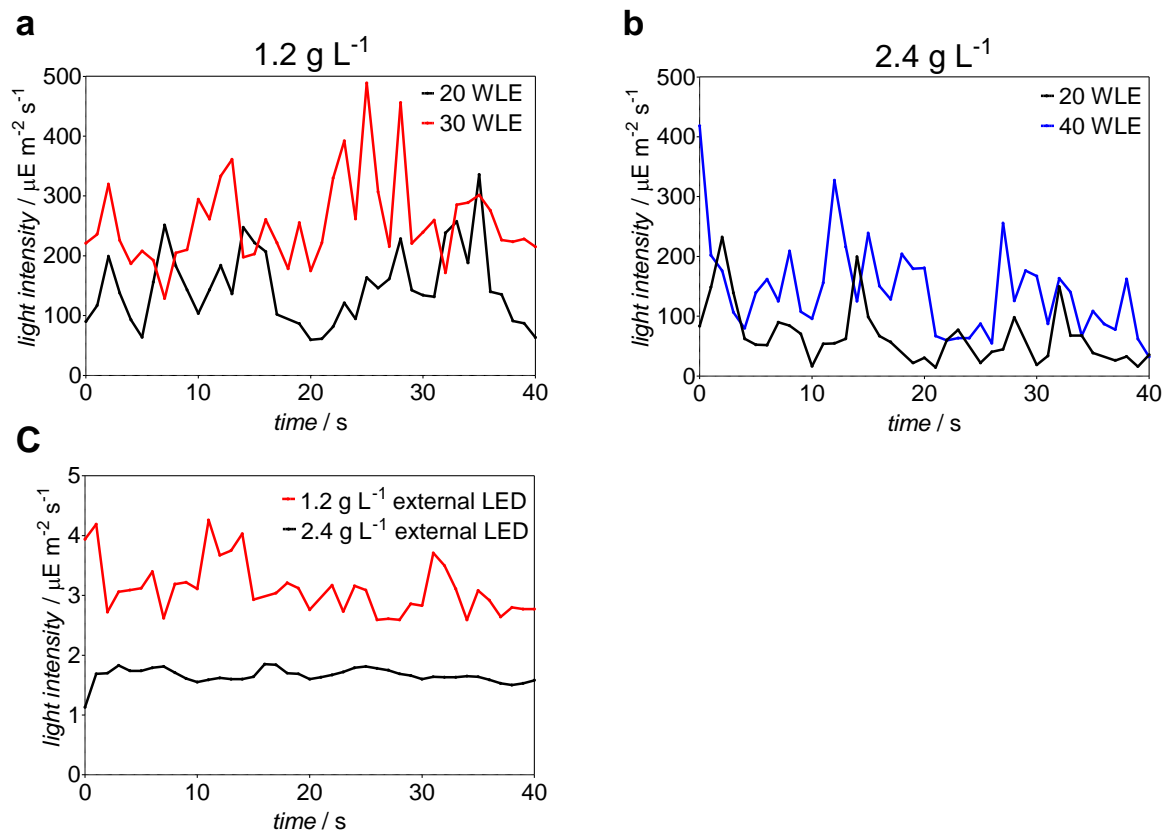 a
1.2 g L⁻¹
light intensity / μE m⁻² s⁻¹
500
400
300
200
100
0
20 WLE
30 WLE
0 10 20 30 40
time / s
b
2.4 g L⁻¹
light intensity / μE m⁻² s⁻¹
500
400
300
200
100
0
20 WLE
40 WLE
0 10 20 30 40
time / s
C
light intensity / μE m⁻² s⁻¹
5
4
3
2
1
0
1.2 g L⁻¹ external LED
2.4 g L⁻¹ external LED
0 10 20 30 40
time / s